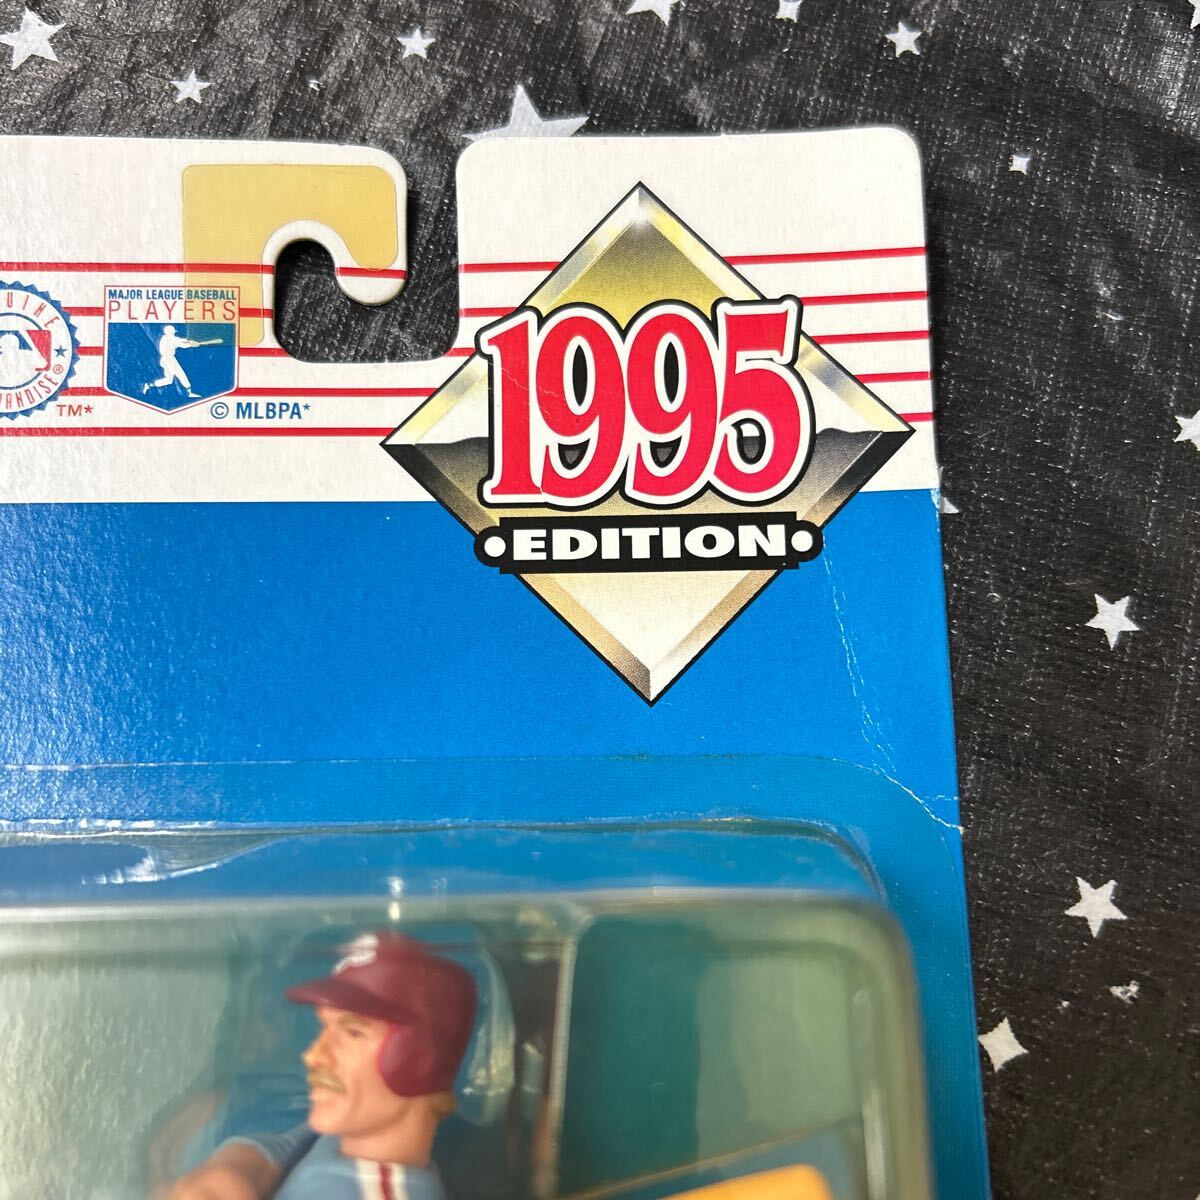 MAJOR LEAGUE BASEBALL
PLAYERS
TM*
© MLBPA*
1995
•EDITION•